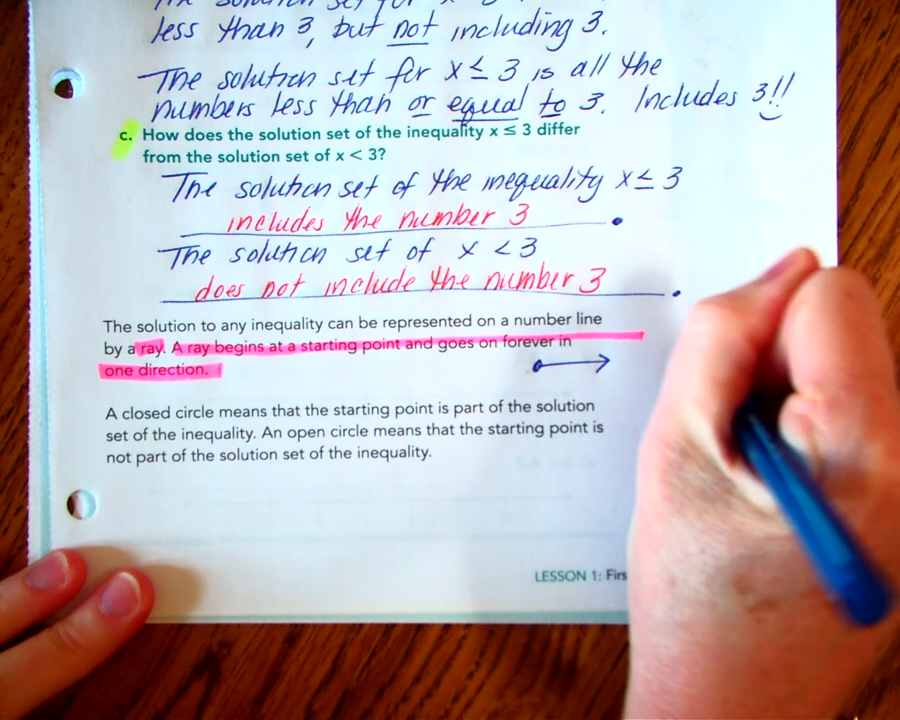 The solution set for x
less than 3, but not including 3.
The solution set for x ≤ 3 is all the
numbers less than or equal to 3. Includes 3!!
c. How does the solution set of the inequality x ≤ 3 differ
from the solution set of x < 3?
The solution set of the inequality x ≤ 3
includes the number 3.
The solution set of x < 3
does not include the number 3.
The solution to any inequality can be represented on a number line
by a ray. A ray begins at a starting point and goes on forever in
one direction.
A closed circle means that the starting point is part of the solution
set of the inequality. An open circle means that the starting point is
not part of the solution set of the inequality.
LESSON 1: Firs